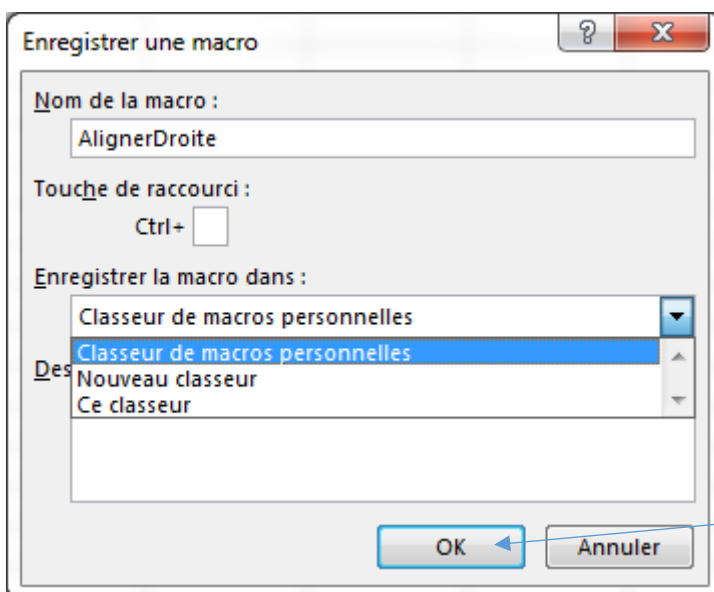 Enregistrer une macro
Nom de la macro :
AlignerDroite
Touche de raccourci :
Ctrl+
Enregistrer la macro dans :
Classeur de macros personnelles
Classeur de macros personnelles
Des
Nouveau classeur
Ce classeur
OK
Annuler